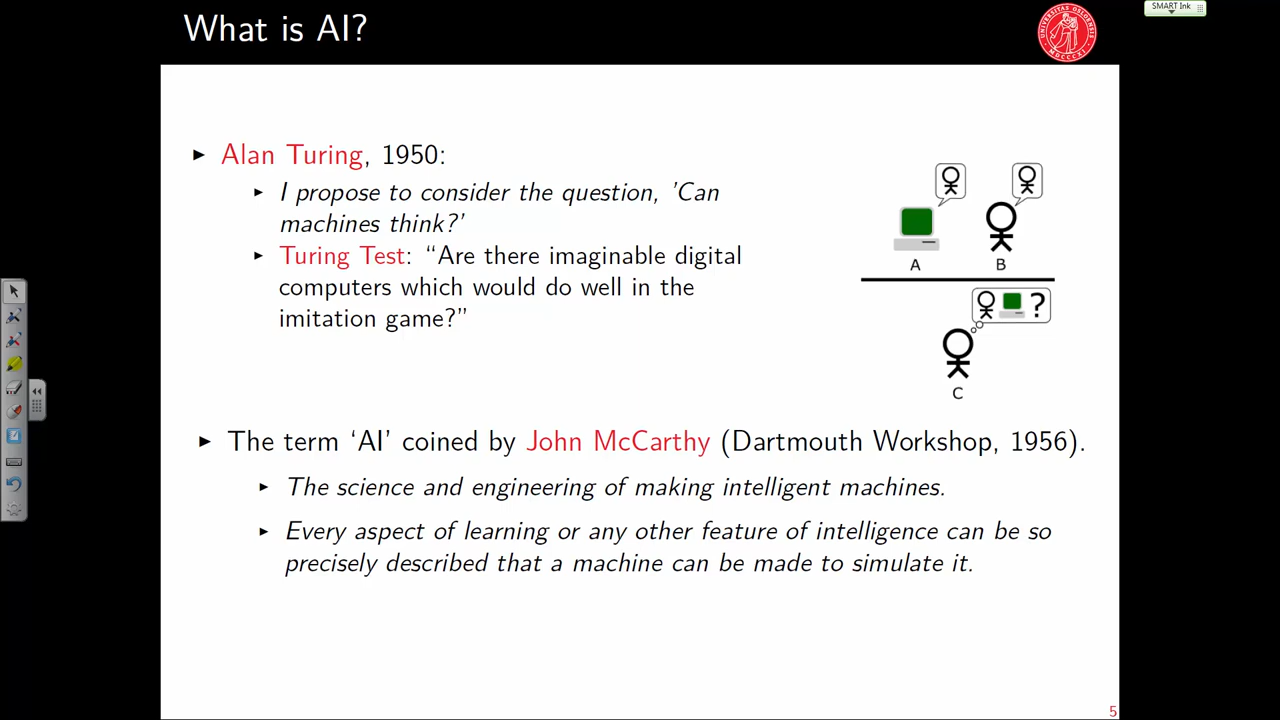 What is AI?
UNIVERSITAS OSLOENSIS
MDCCCXI
SMART Ink
Alan Turing, 1950:
I propose to consider the question, 'Can
machines think?'
Turing Test: “Are there imaginable digital
computers which would do well in the
imitation game?”
A
B
?
C
The term ‘AI’ coined by John McCarthy (Dartmouth Workshop, 1956).
The science and engineering of making intelligent machines.
Every aspect of learning or any other feature of intelligence can be so
precisely described that a machine can be made to simulate it.
5